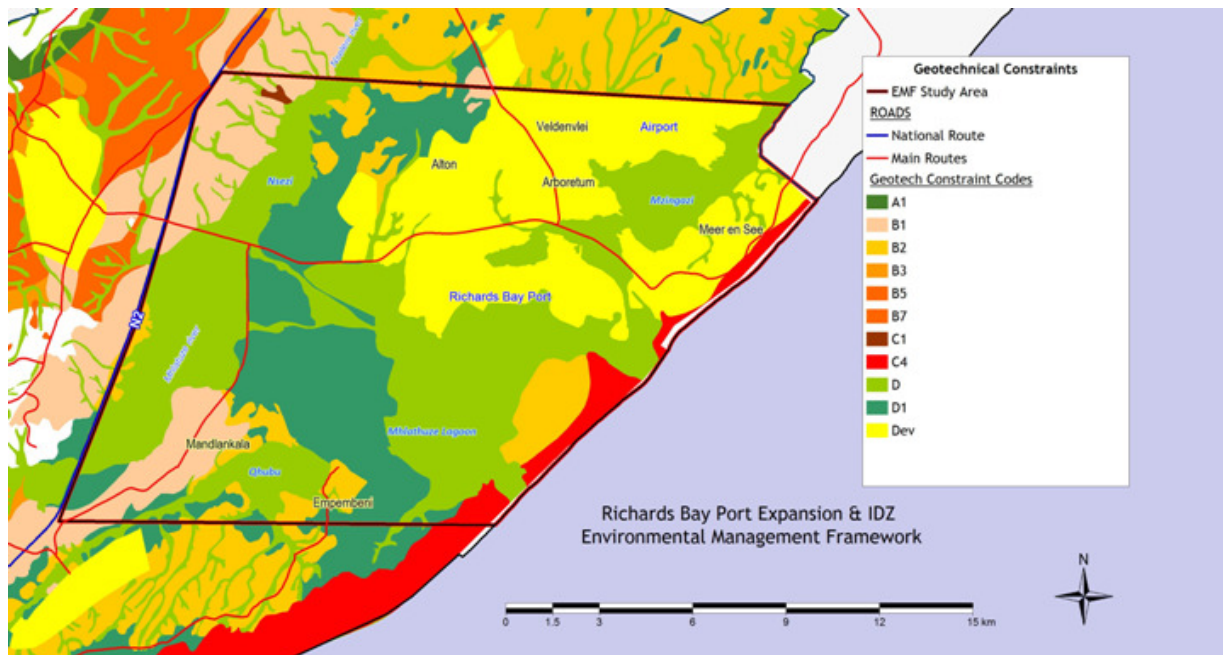 Geotechnical Constraints
EMF Study Area
ROADS
National Route
Main Routes
Geotech Constraint Codes
A1
B1
B2
B3
B5
B7
C1
C4
D
D1
Dev
Veldenvlei
Airport
Alton
Nsezi
Arboretum
Mzingazi
Meer en See
Richards Bay Port
N2
Mandlankala
Mhlathuze Lagoon
Qhubu
Empembeni
Richards Bay Port Expansion & IDZ
Environmental Management Framework
N
0 1.5 3 6 9 12 15 km